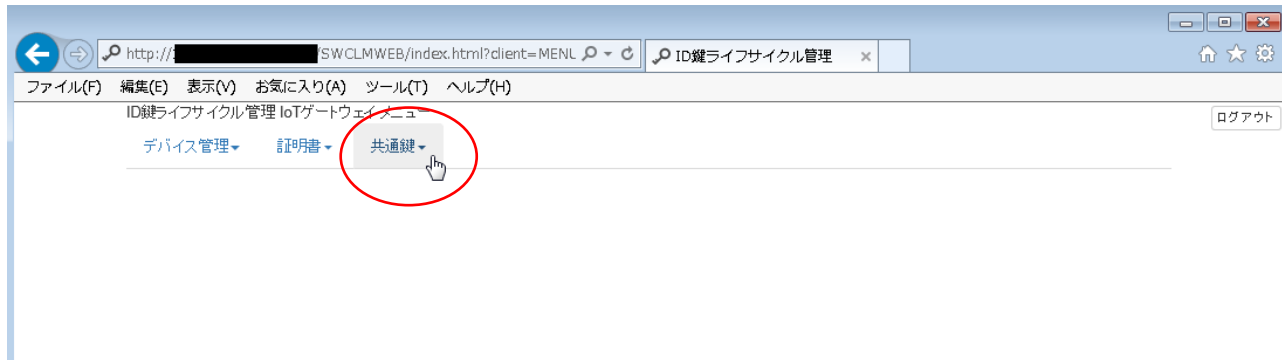 http:// /SWCLMWEB/index.html?client=MENU ID鍵ライフサイクル管理
ファイル(F) 編集(E) 表示(V) お気に入り(A) ツール(T) ヘルプ(H)
ID鍵ライフサイクル管理 IoTゲートウェイメニュー
ログアウト
デバイス管理 証明書 共通鍵